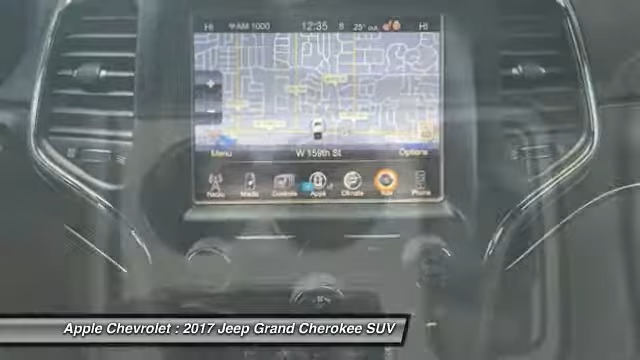 HI AM 1000 12:35 8 25° out HI
Menu W 159th St Options
Radio Media Controls Apps Climate Nav Phone
Apple Chevrolet : 2017 Jeep Grand Cherokee SUV